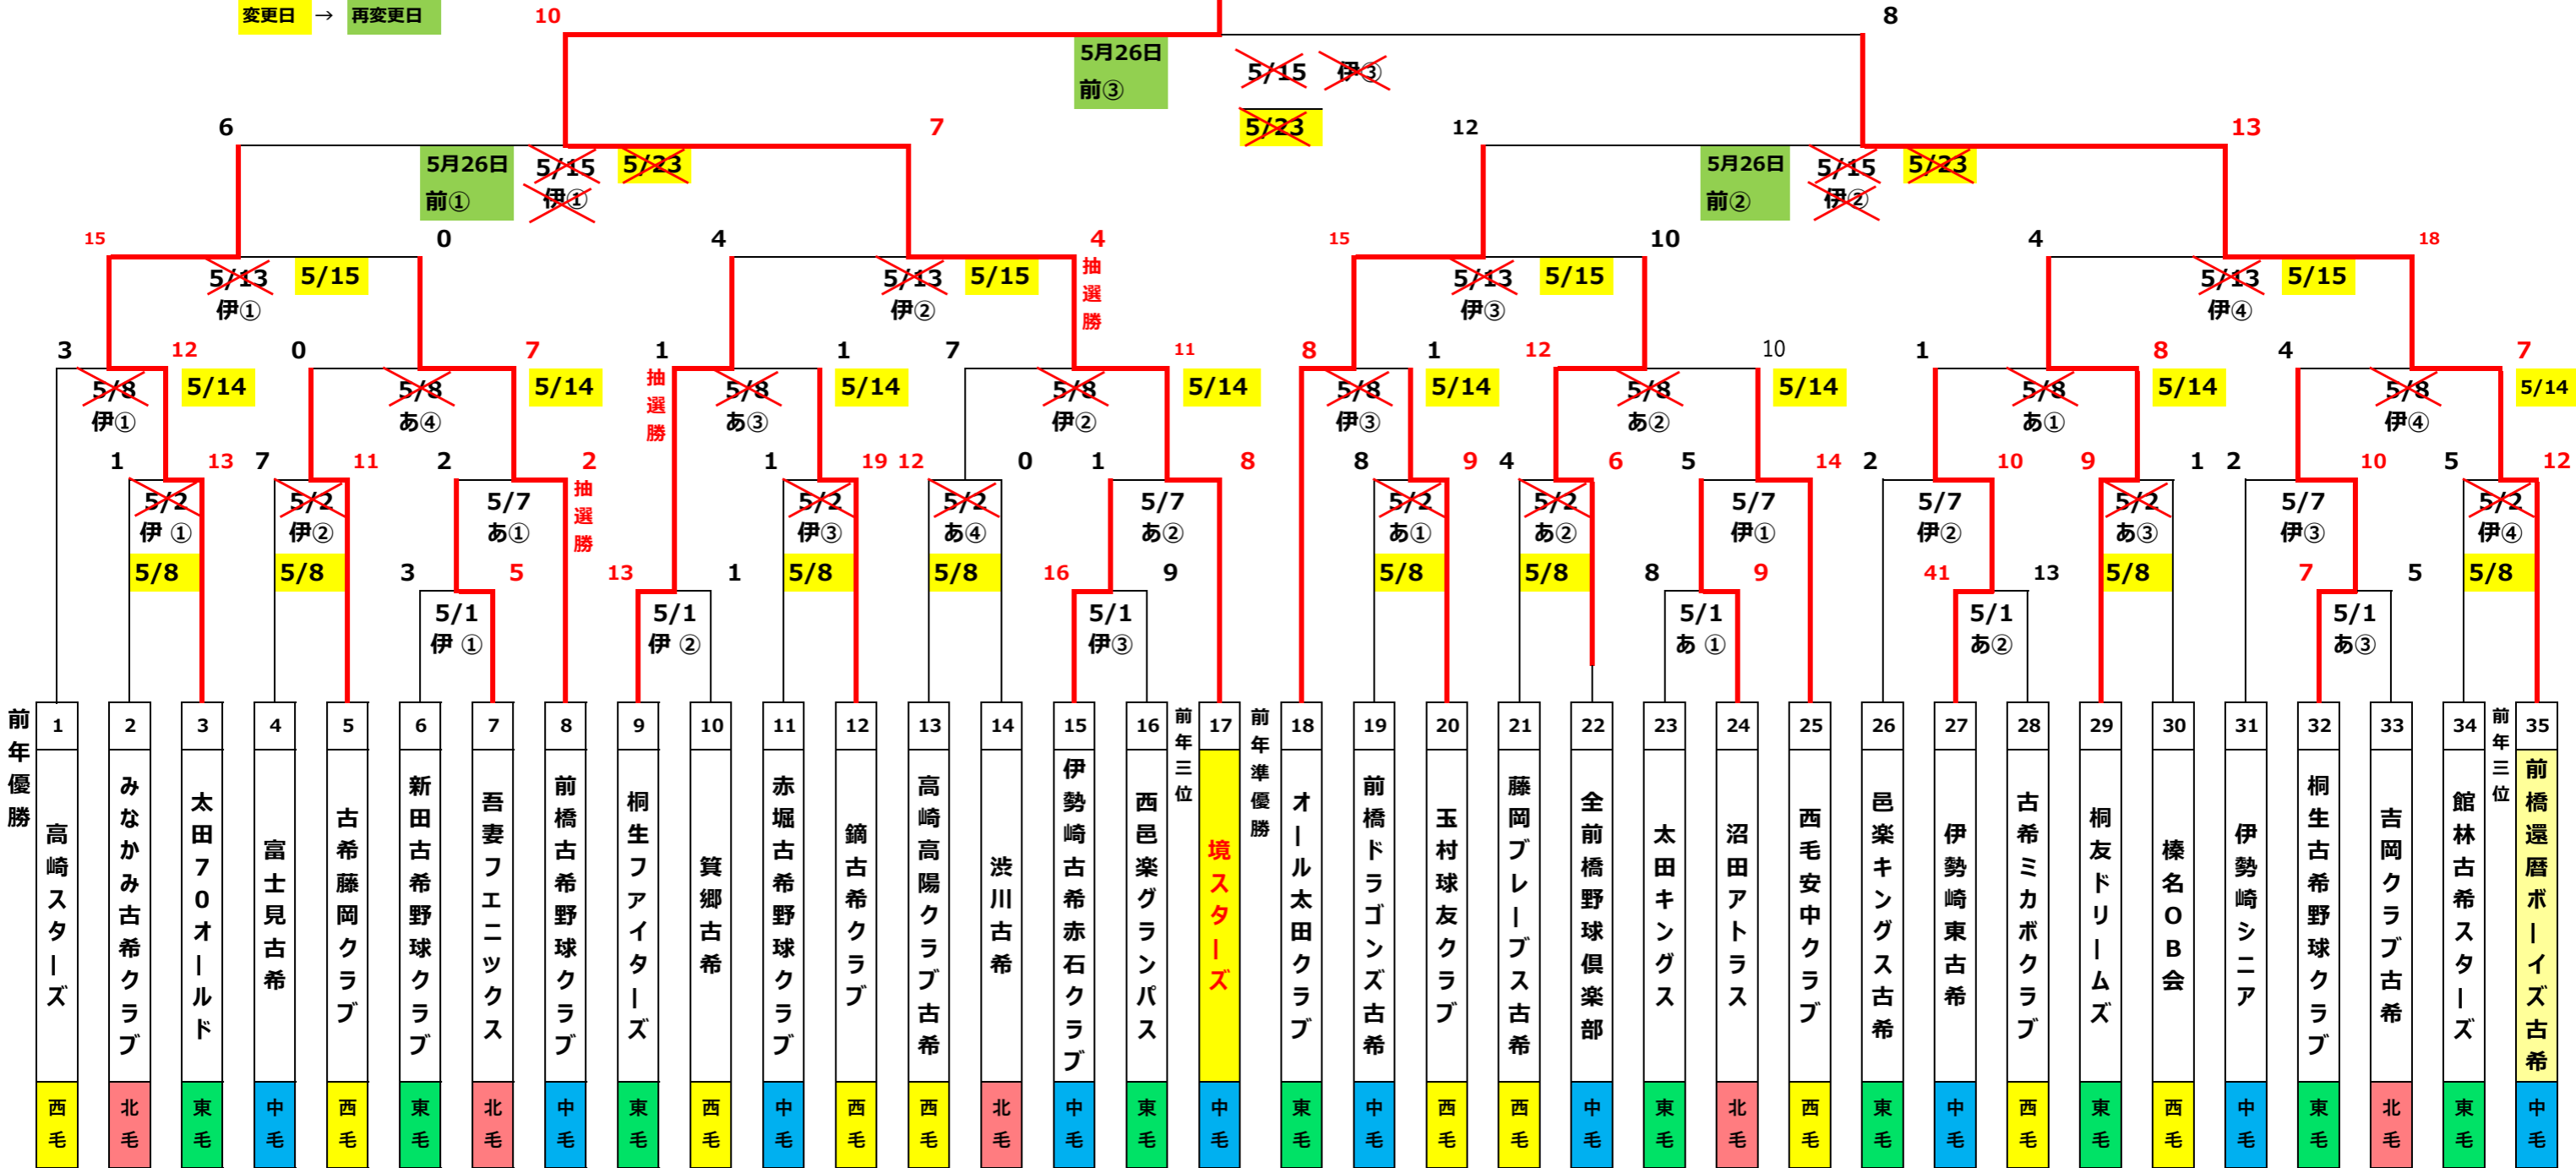 変更日 → 再変更日
10
8
5月26日
前③
5/15 伊③
5/23
6
7
12
13
5月26日
前①
5/15
伊①
5/23
5月26日
前②
5/15
伊②
5/23
15
0
4
4
抽選勝
15
10
4
18
5/13
伊①
5/15
5/13
伊②
5/15
5/13
伊③
5/15
5/13
伊④
5/15
3
12
0
7
1
抽選勝
1
7
11
8
1
12
10
1
8
4
7
5/8
伊①
5/14
5/8
あ④
5/14
5/8
あ③
5/14
5/8
伊②
5/14
5/8
伊③
5/14
5/8
あ②
5/14
5/8
あ①
5/14
5/8
伊④
5/14
1
13
7
11
2
2
抽選勝
1
19
12
0
1
8
8
9
4
6
5
14
2
10
9
1
2
10
5
12
5/2
伊 ①
5/8
5/2
伊②
5/8
5/7
あ①
5/2
伊③
5/8
5/2
あ④
5/8
5/7
あ②
5/2
あ①
5/8
5/2
あ②
5/8
5/7
伊①
5/7
伊②
5/2
あ③
5/8
5/7
伊③
5/2
伊④
5/8
3
5
13
1
16
9
8
9
41
13
7
5
5/1
伊 ①
5/1
伊 ②
5/1
伊③
5/1
あ ①
5/1
あ②
5/1
あ③
前年優勝
1
高崎スターズ
西毛
2
みなかみ古希クラブ
北毛
3
太田70オールド
東毛
4
富士見古希
中毛
5
古希藤岡クラブ
西毛
6
新田古希野球クラブ
東毛
7
吾妻フエニックス
北毛
8
前橋古希野球クラブ
中毛
9
桐生フアイターズ
東毛
10
箕郷古希
西毛
11
赤堀古希野球クラブ
中毛
12
鏑古希クラブ
西毛
13
高崎高陽クラブ古希
西毛
14
渋川古希
北毛
15
伊勢崎古希赤石クラブ
中毛
16
西邑楽グランパス
東毛
前年三位
17
境スターズ
中毛
前年準優勝
18
オール太田クラブ
東毛
19
前橋ドラゴンズ古希
中毛
20
玉村球友クラブ
西毛
21
藤岡ブレーブス古希
西毛
22
全前橋野球倶楽部
中毛
23
太田キングス
東毛
24
沼田アトラス
北毛
25
西毛安中クラブ
西毛
26
邑楽キングス古希
東毛
27
伊勢崎東古希
中毛
28
古希ミカボクラブ
西毛
29
桐友ドリームズ
東毛
30
榛名OB会
西毛
31
伊勢崎シニア
中毛
32
桐生古希野球クラブ
東毛
33
吉岡クラブ古希
北毛
34
館林古希スターズ
東毛
前年三位
35
前橋還暦ボーイズ古希
中毛